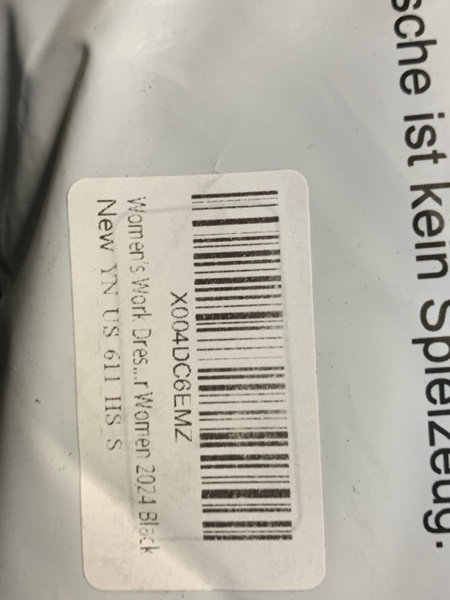 sche ist kein Spielzeug.
X004DC6EMZ
Women's Work Dres...r Women 2024 Black
New YN US 611 HS S